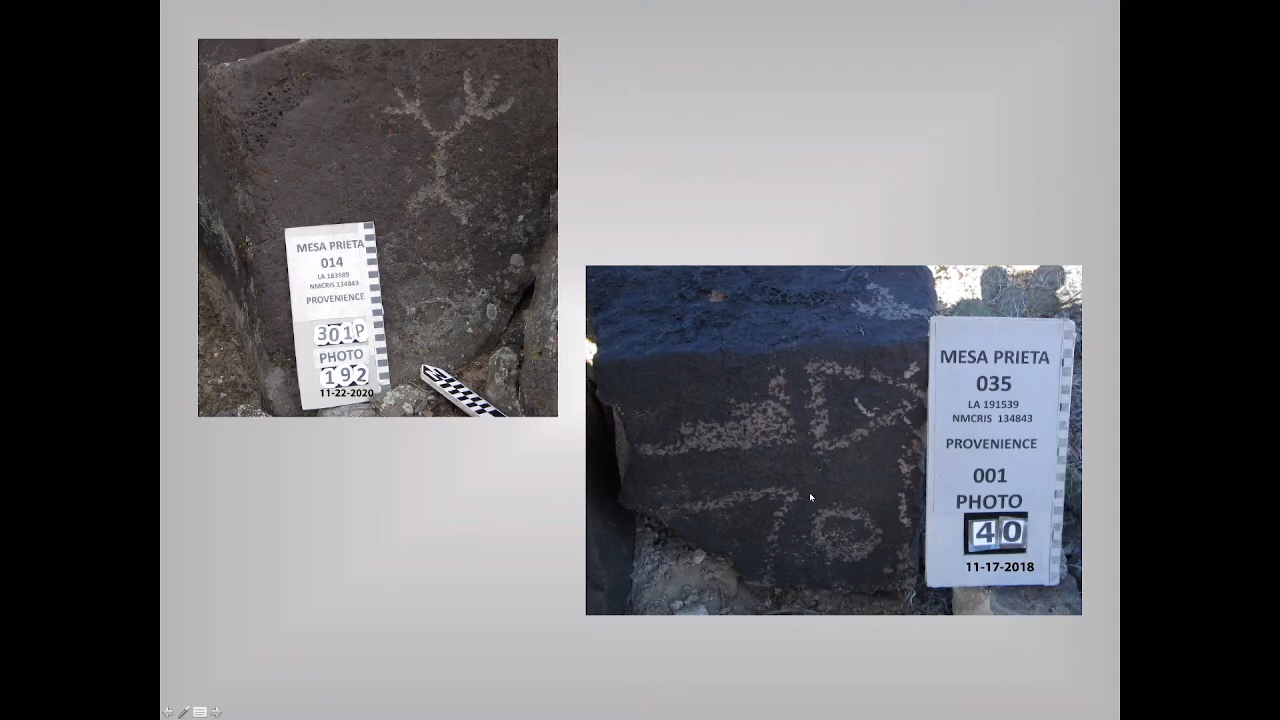 MESA PRIETA
014
LA 183989
NMCRIS 134843
PROVENIENCE
301P
PHOTO
192
11-22-2020
MESA PRIETA
035
LA 191539
NMCRIS 134843
PROVENIENCE
001
PHOTO
40
11-17-2018